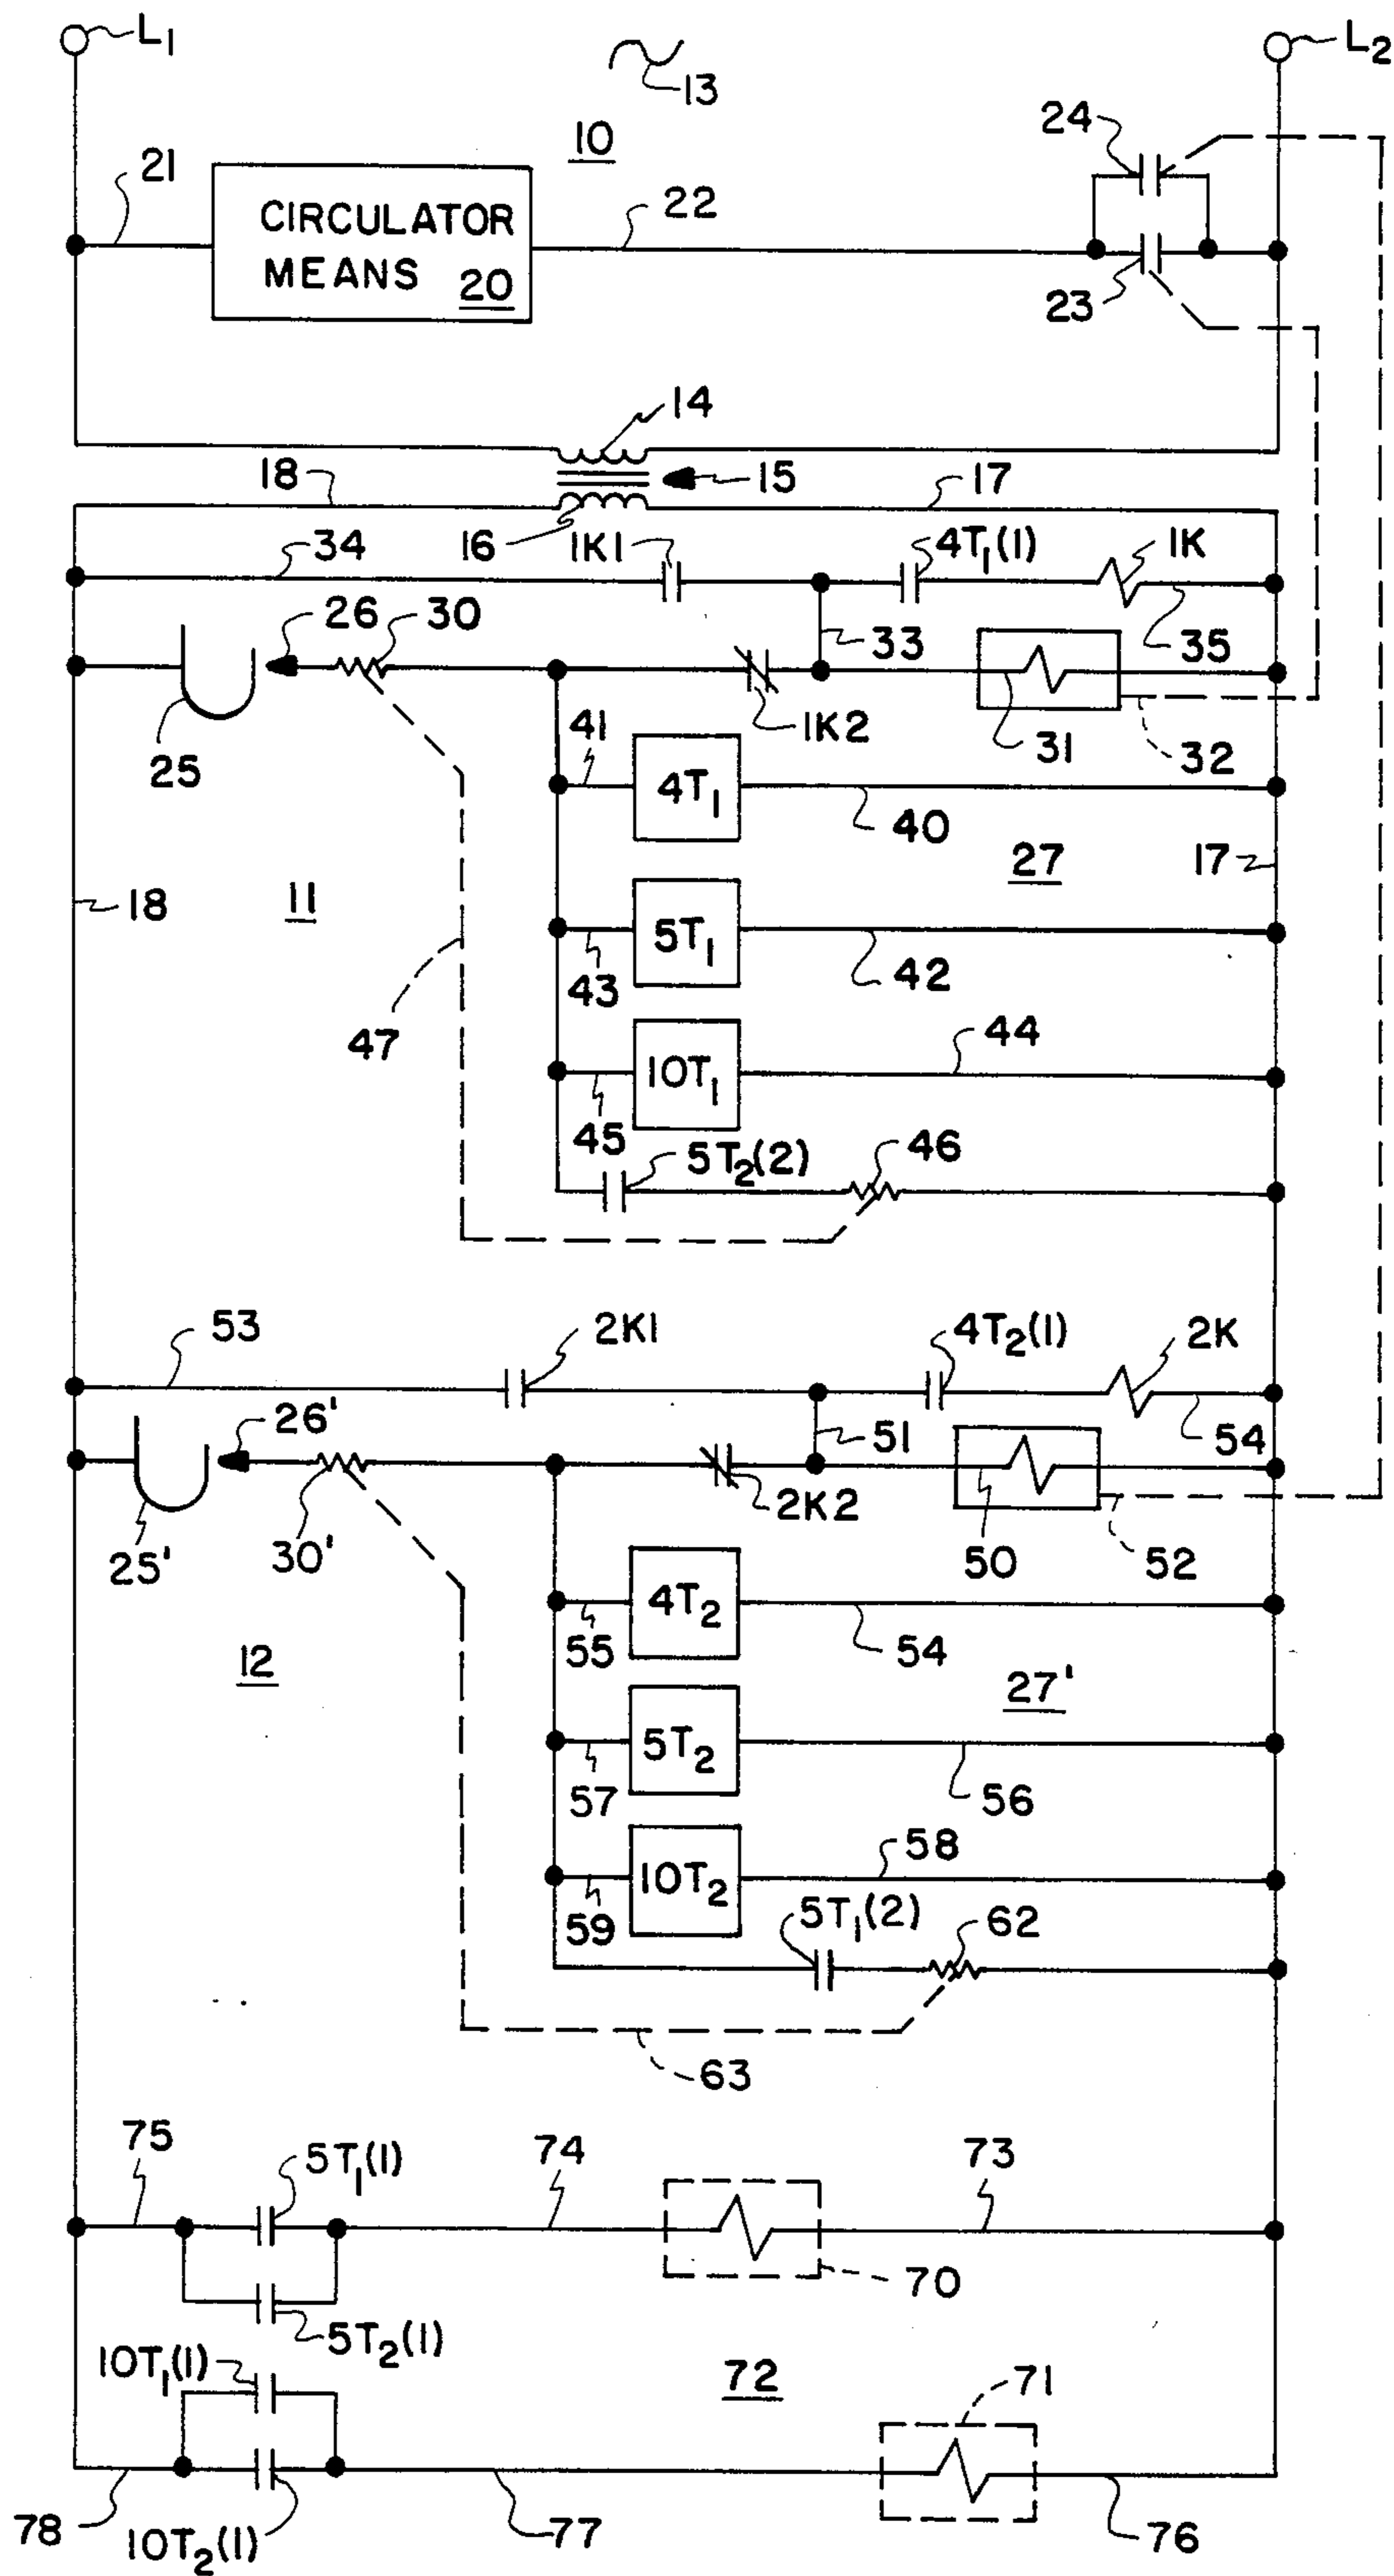 L1
L2
13
10
24
21
22
CIRCULATOR
MEANS 20
23
14
18
15
17
16
1K1
4T1(1)
1K
34
26
30
33
35
25
1K2
31
32
41
4T1
40
27
17
18
11
5T1
43
42
47
44
10T1
45
5T2(2)
46
53
2K1
4T2(1)
2K
26'
51
54
25'
30'
2K2
50
52
4T2
55
54
12
27'
5T2
57
56
58
10T2
59
5T1(2)
62
63
75
5T1(1)
74
73
70
5T2(1)
10T1(1)
72
71
78
10T2(1)
77
76